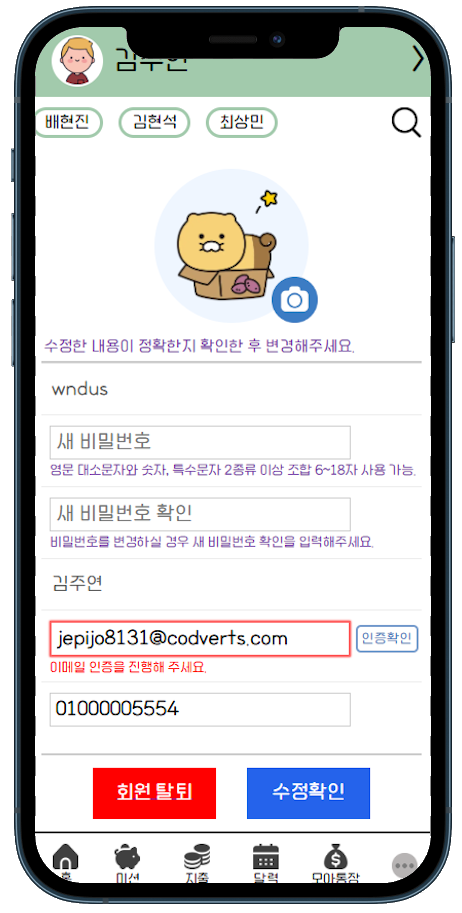 김주연
배현진 김현석 최상민
수정한 내용이 정확한지 확인한 후 변경해주세요.
wndus
새 비밀번호
영문 대소문자와 숫자, 특수문자 2종류 이상 조합 6~18자 사용 가능.
새 비밀번호 확인
비밀번호를 변경하실 경우 새 비밀번호 확인을 입력해주세요.
김주연
jepijo8131@codverts.com 인증확인
이메일 인증을 진행해 주세요.
01000005554
회원 탈퇴 수정확인
홈 미션 지출 달력 모아통장